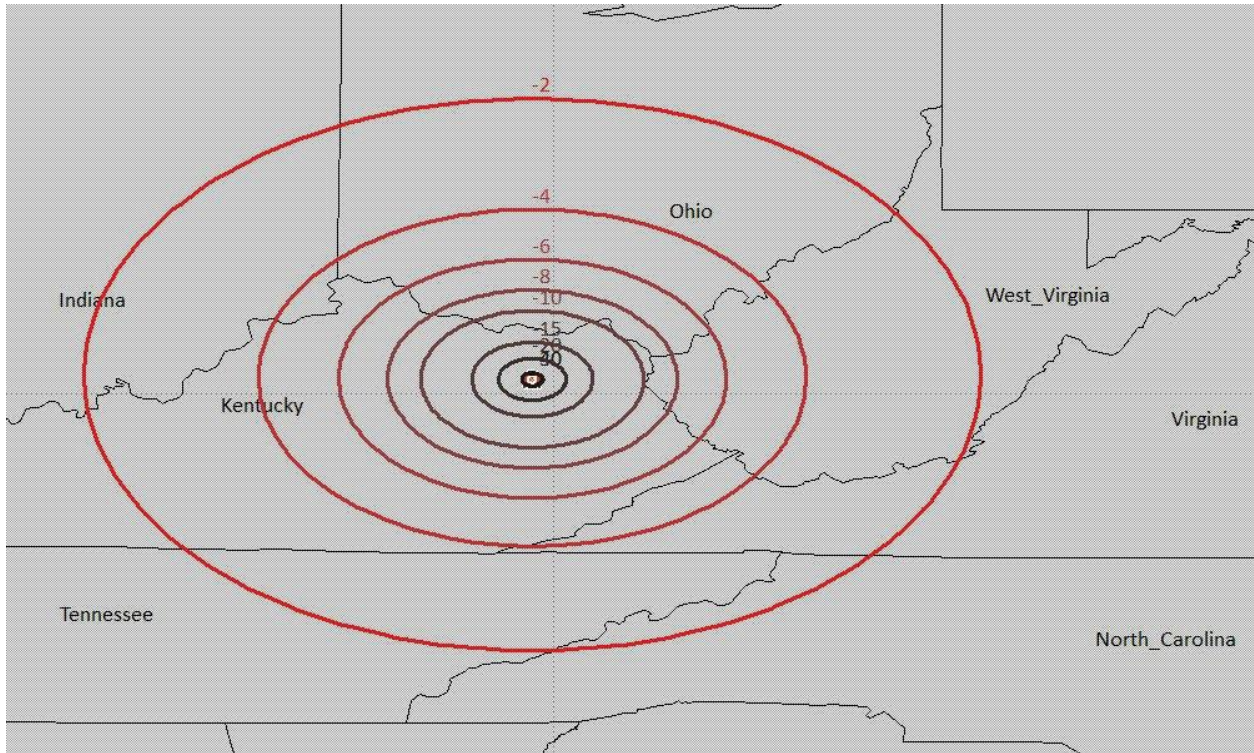 -2
-4
Ohio
-6
-8
Indiana
-10
West_Virginia
-15
-20
Kentucky
Virginia
Tennessee
North_Carolina